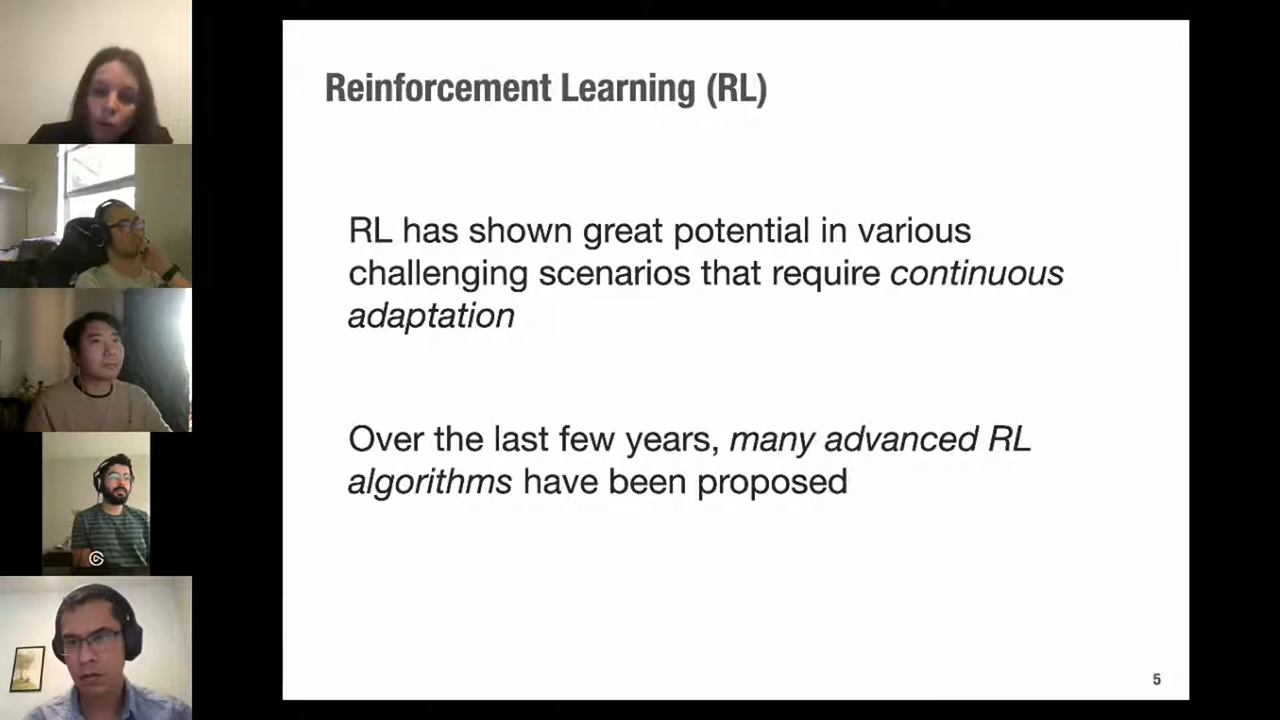 Reinforcement Learning (RL)
RL has shown great potential in various
challenging scenarios that require continuous
adaptation
Over the last few years, many advanced RL
algorithms have been proposed
5